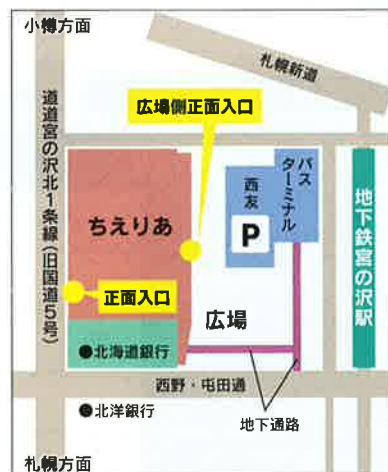 小樽方面
札幌新道
広場側正面入口
道道宮の沢北1条線(旧国道5号)
ちえりあ
西友
P
バスターミナル
地下鉄宮の沢駅
正面入口
広場
●北海道銀行
西野・屯田通
●北洋銀行
地下通路
札幌方面